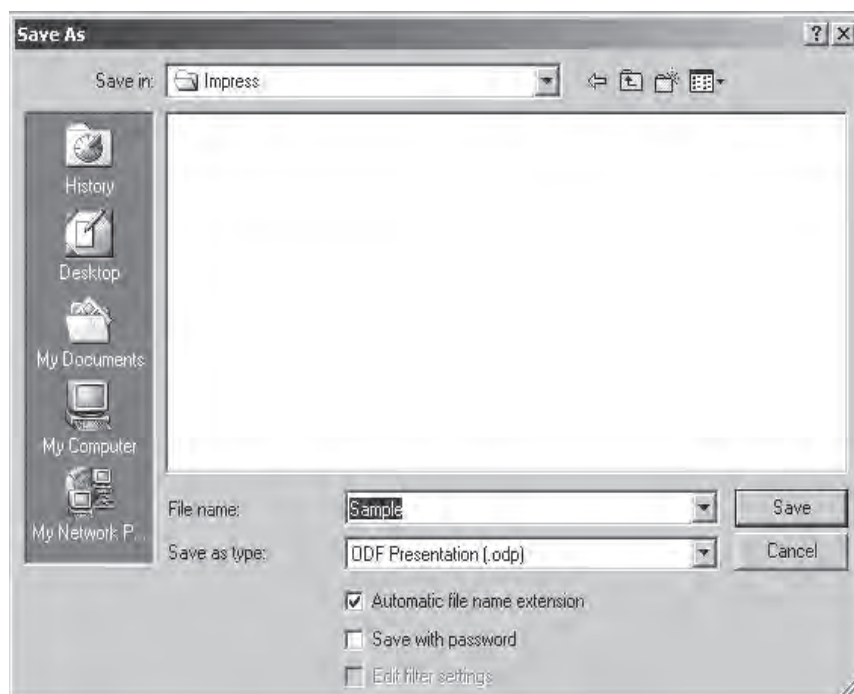 Save As
Save in:
Impress
History
Desktop
My Documents
My Computer
My Network P...
File name:
Sample
Save
Save as type:
ODF Presentation (.odp)
Cancel
Automatic file name extension
Save with password
Edit filter settings